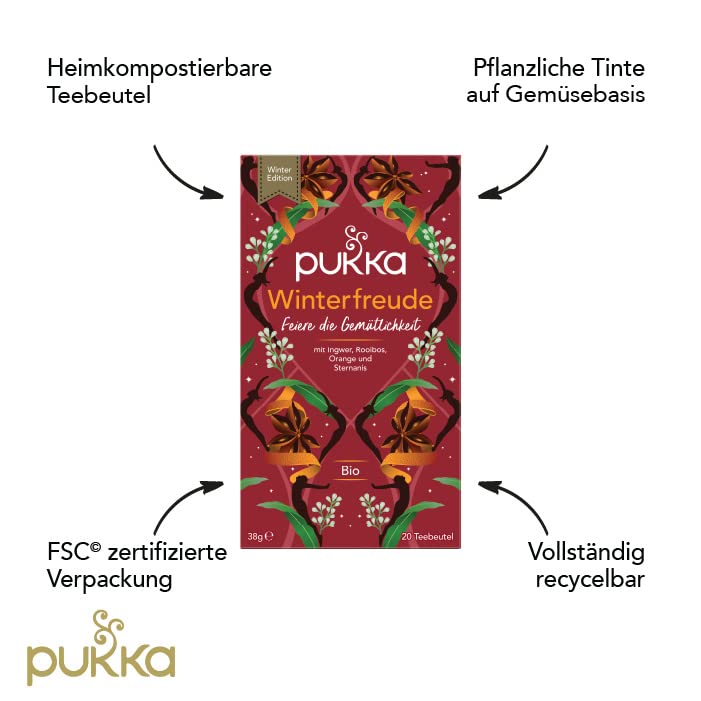 Heimkompostierbare
Teebeutel
Pflanzliche Tinte
auf Gemüsebasis
Winter
Edition
pukka
Winterfreude
Feiere die Gemütlichkeit
mit Ingwer, Rooibos,
Orange und
Sternanis
Bio
38g ℮
20 Teebeutel
FSC© zertifizierte
Verpackung
Vollständig
recycelbar
pukka